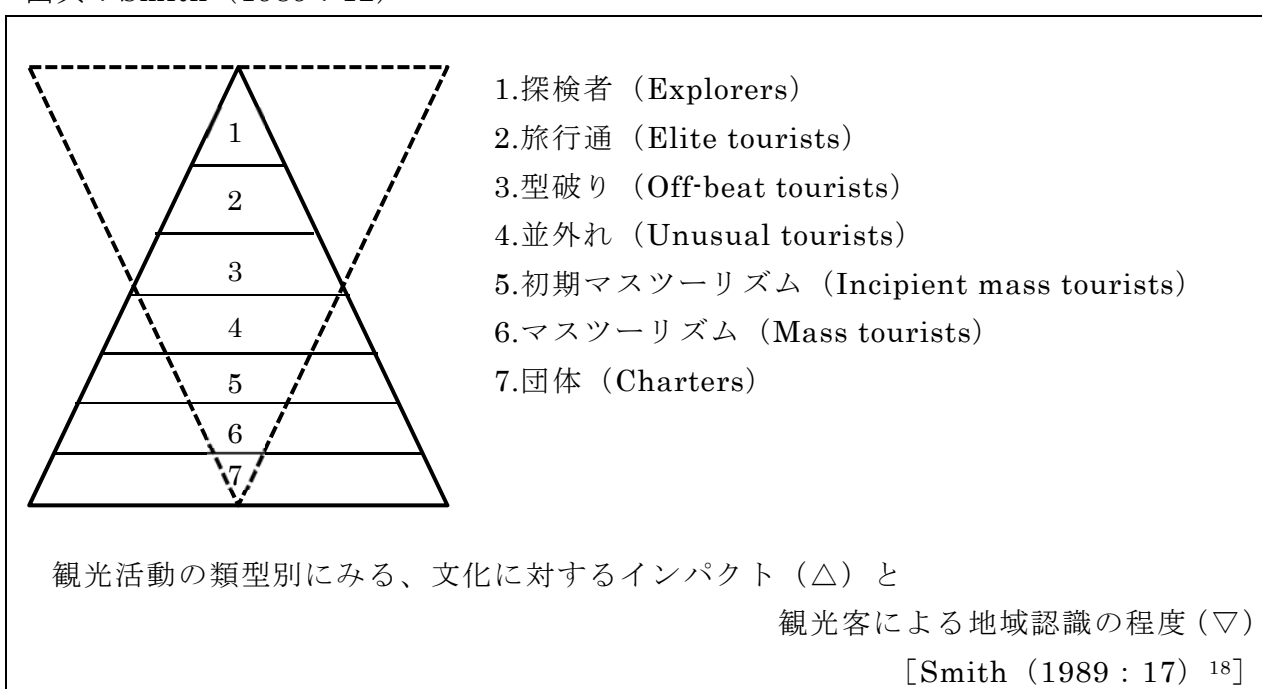 1
2
3
4
5
6
7
1.探検者（Explorers）
2.旅行通（Elite tourists）
3.型破り（Off-beat tourists）
4.並外れ（Unusual tourists）
5.初期マスツーリズム（Incipient mass tourists）
6.マスツーリズム（Mass tourists）
7.団体（Charters）
観光活動の類型別にみる、文化に対するインパクト（△）と
観光客による地域認識の程度（▽）
［Smith（1989：17）18］